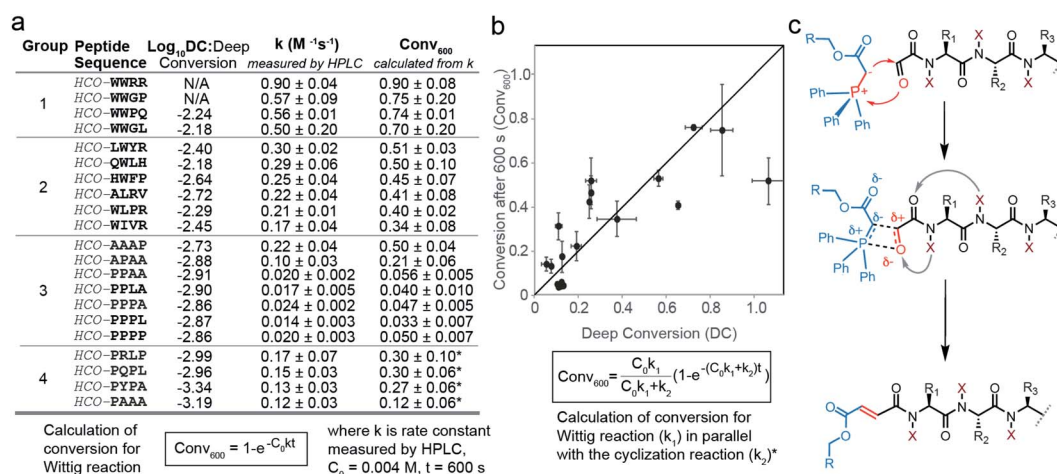 a
Group Peptide Sequence Log10DC:Deep Conversion k (M -1s-1) measured by HPLC Conv600 calculated from k
1
HCO-WWRR N/A 0.90 ± 0.04 0.90 ± 0.08
HCO-WWGP N/A 0.57 ± 0.09 0.75 ± 0.20
HCO-WWPQ -2.24 0.56 ± 0.01 0.74 ± 0.01
HCO-WWGL -2.18 0.50 ± 0.20 0.70 ± 0.20
2
HCO-LWYR -2.40 0.30 ± 0.02 0.51 ± 0.03
HCO-QWLH -2.18 0.29 ± 0.06 0.50 ± 0.10
HCO-HWFP -2.64 0.25 ± 0.04 0.45 ± 0.07
HCO-ALRV -2.72 0.22 ± 0.04 0.41 ± 0.08
HCO-WLPR -2.29 0.21 ± 0.01 0.40 ± 0.02
HCO-WIVR -2.45 0.17 ± 0.04 0.34 ± 0.08
3
HCO-AAAP -2.73 0.22 ± 0.04 0.50 ± 0.04
HCO-APAA -2.88 0.10 ± 0.03 0.21 ± 0.06
HCO-PPAA -2.91 0.020 ± 0.002 0.056 ± 0.005
HCO-PPLA -2.90 0.017 ± 0.005 0.040 ± 0.010
HCO-PPPA -2.86 0.024 ± 0.002 0.047 ± 0.005
HCO-PPPL -2.87 0.014 ± 0.003 0.033 ± 0.007
HCO-PPPP -2.86 0.020 ± 0.003 0.050 ± 0.007
4
HCO-PRLP -2.99 0.17 ± 0.07 0.30 ± 0.10*
HCO-PQPL -2.96 0.15 ± 0.03 0.30 ± 0.06*
HCO-PYPA -3.34 0.13 ± 0.03 0.27 ± 0.06*
HCO-PAAA -3.19 0.12 ± 0.03 0.12 ± 0.06*
Calculation of
conversion for
Wittig reaction
Conv600 = 1-e-C0kt
where k is rate constant
measured by HPLC,
C0 = 0.004 M, t = 600 s
b
Conversion after 600 s (Conv600)
1.0
0.8
0.6
0.4
0.2
0.0
0.0 0.2 0.4 0.6 0.8 1.0
Deep Conversion (DC)
Conv600 = C0k1 / C0k1+k2 (1-e-(C0k1+k2)t)
Calculation of conversion for
Wittig reaction (k1) in parallel
with the cyclization reaction (k2)*
c
R O O O R1 X O R3
O - O N N N
P+ X R2 O X
Ph Ph Ph
R O O δ- O R1 X O R3
δ- δ+ N N N
δ+ P O X R2 O X
Ph Ph Ph δ-
O R1 X O R3
O N N N
O X R2 O X
R